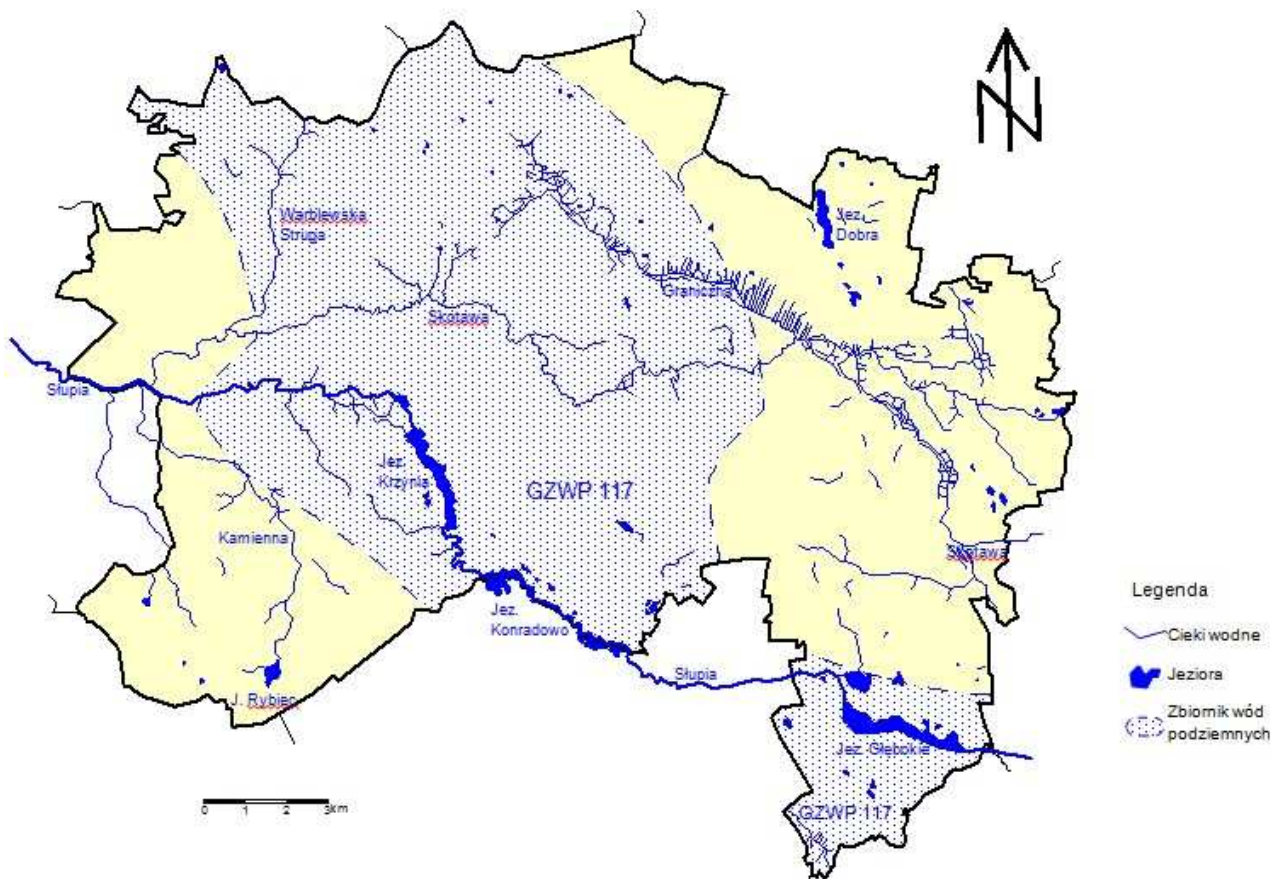 N
Warblewska
Struga
Jez.
Dobra
Graniczna
Skotawa
Słupia
Jez.
Krzynia
GZWP 117
Kamienna
Skotawa
Legenda
Jez.
Konradowo
Cieki wodne
Słupia
Jeziora
J. Rybiec
Zbiornik wód
podziemnych
Jez. Głębokie
0 1 2 3km
GZWP 117